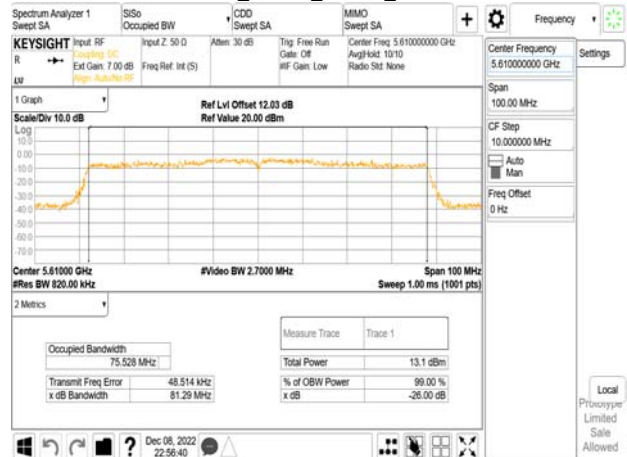 Spectrum Analyzer 1
Swept SA
SISo
Occupied BW
CDD
Swept SA
MIMO
Swept SA
+
Frequency
KEYSIGHT
R
Input: RF
Coupling: DC
Ext Gain: 7.00 dB
Align: Auto/No RF
Input Z: 50 Ω
Freq Ref: Int (S)
Atten: 30 dB
Trig: Free Run
Gate: Off
#IF Gain: Low
Center Freq: 5.610000000 GHz
Avg|Hold: 10/10
Radio Std: None
Center Frequency
5.610000000 GHz
Settings
Span
100.00 MHz
CF Step
10.000000 MHz
Auto
Man
Freq Offset
0 Hz
1 Graph
Scale/Div 10.0 dB
Ref Lvl Offset 12.03 dB
Ref Value 20.00 dBm
Log
10.0
0.00
-10.0
-20.0
-30.0
-40.0
-50.0
-60.0
-70.0
Center 5.61000 GHz
#Video BW 2.7000 MHz
Span 100 MHz
#Res BW 820.00 kHz
Sweep 1.00 ms (1001 pts)
2 Metrics
Measure Trace
Trace 1
Occupied Bandwidth
75.528 MHz
Total Power
13.1 dBm
Transmit Freq Error
48.514 kHz
% of OBW Power
99.00 %
x dB Bandwidth
81.29 MHz
x dB
-26.00 dB
Local
Prototype
Limited
Sale
Allowed
?
Dec 08, 2022
22:56:40